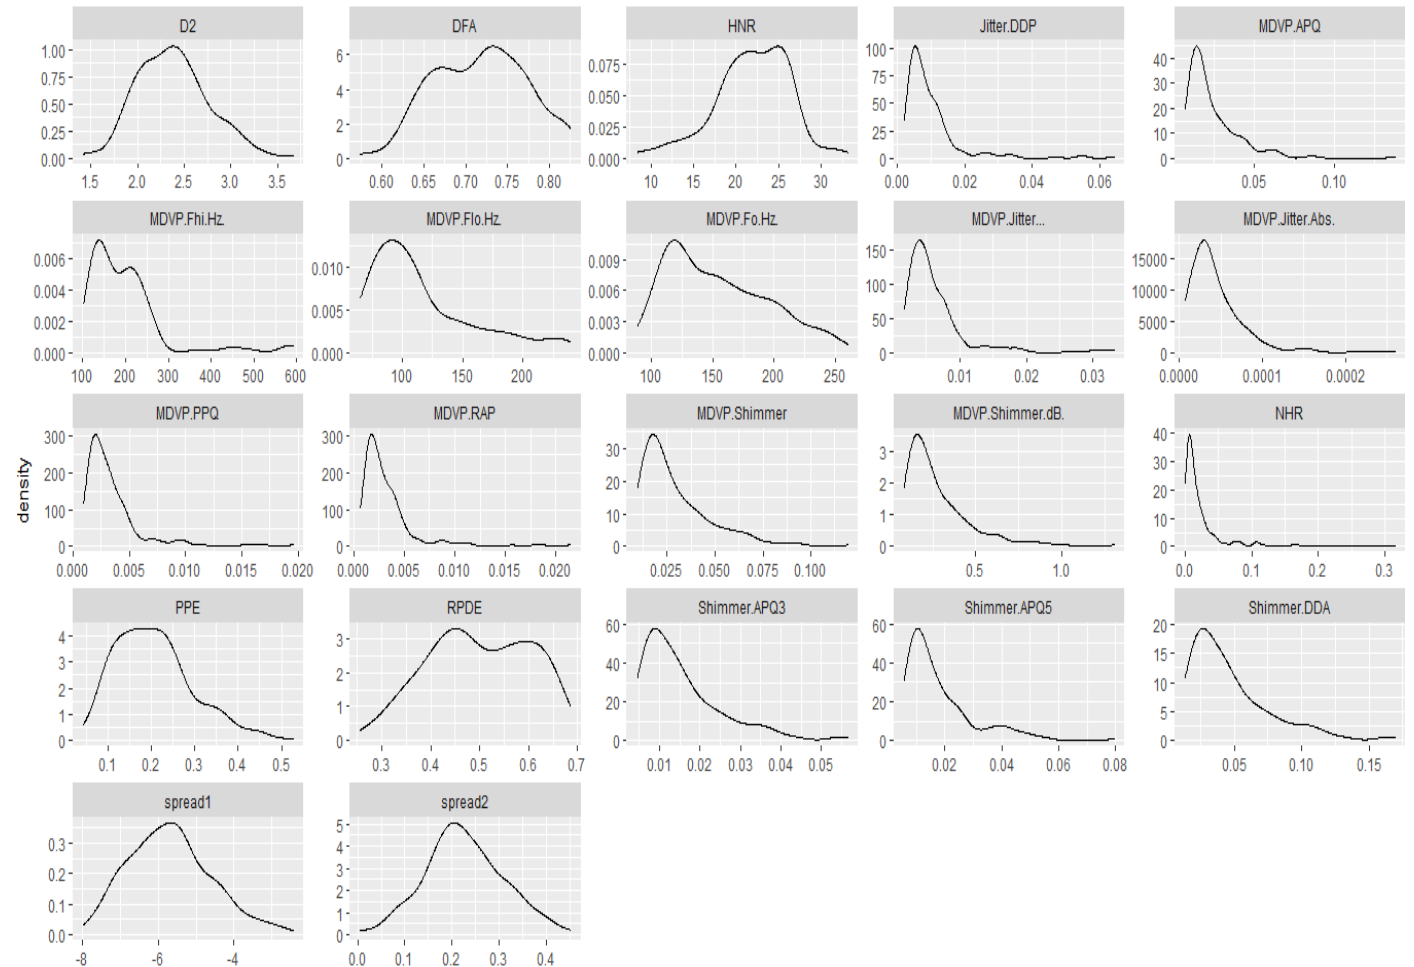 D2 DFA HNR Jitter.DDP MDVP.APQ
1.00 0.75 0.50 0.25 0.00
6 4 2 0
0.075 0.050 0.025 0.000
100 75 50 25 0
40 30 20 10 0
1.5 2.0 2.5 3.0 3.5
0.60 0.65 0.70 0.75 0.80
10 15 20 25 30
0.00 0.02 0.04 0.06
0.05 0.10
MDVP.Fhi.Hz. MDVP.Flo.Hz. MDVP.Fo.Hz. MDVP.Jitter... MDVP.Jitter.Abs.
0.006 0.004 0.002 0.000
0.010 0.005 0.000
0.009 0.006 0.003 0.000
150 100 50 0
15000 10000 5000 0
100 200 300 400 500 600
100 150 200
100 150 200 250
0.01 0.02 0.03
0.0000 0.0001 0.0002
MDVP.PPQ MDVP.RAP MDVP.Shimmer MDVP.Shimmer.dB. NHR
300 200 100 0
300 200 100 0
30 20 10 0
3 2 1 0
40 30 20 10 0
0.000 0.005 0.010 0.015 0.020
0.000 0.005 0.010 0.015 0.020
0.025 0.050 0.075 0.100
0.5 1.0
0.0 0.1 0.2 0.3
density
PPE RPDE Shimmer.APQ3 Shimmer.APQ5 Shimmer.DDA
4 3 2 1 0
3 2 1 0
60 40 20 0
60 40 20 0
20 15 10 5 0
0.1 0.2 0.3 0.4 0.5
0.3 0.4 0.5 0.6 0.7
0.01 0.02 0.03 0.04 0.05
0.02 0.04 0.06 0.08
0.05 0.10 0.15
spread1 spread2
0.3 0.2 0.1 0.0
5 4 3 2 1 0
-8 -6 -4
0.0 0.1 0.2 0.3 0.4